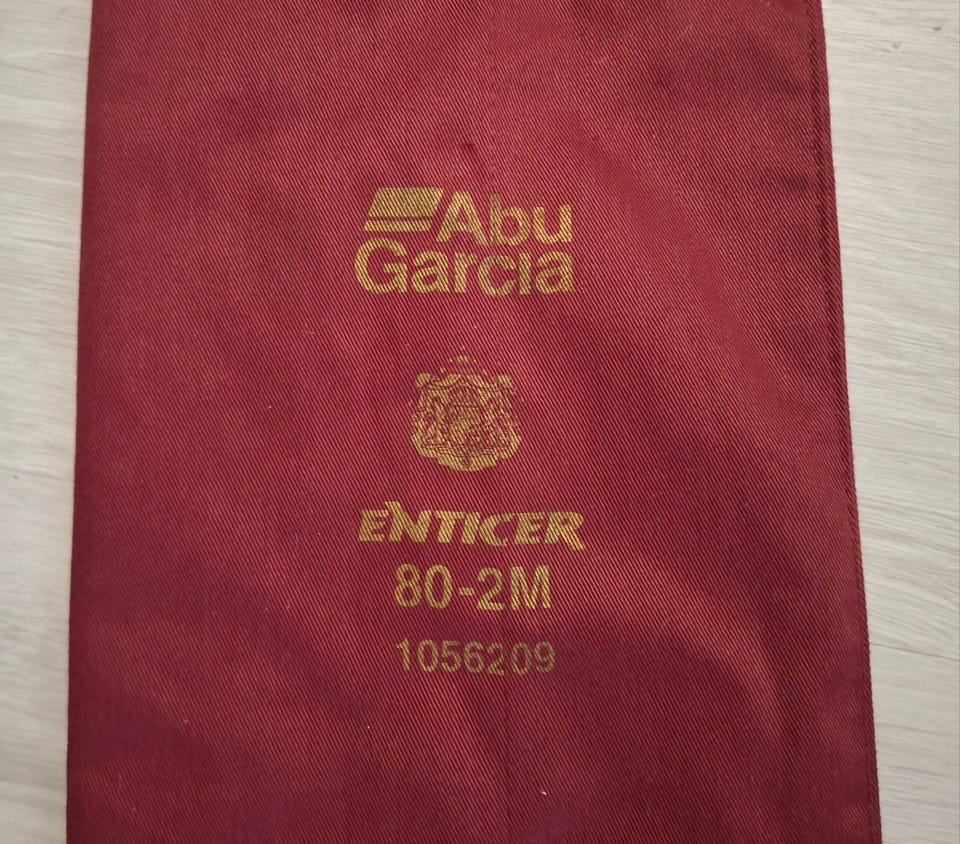 Abu
Garcia
ENTICER
80-2M
1056209